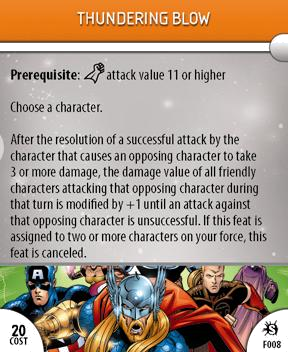 THUNDERING BLOW
Prerequisite: attack value 11 or higher
Choose a character.
After the resolution of a successful attack by the
character that causes an opposing character to take
3 or more damage, the damage value of all friendly
characters attacking that opposing character during
that turn is modified by +1 until an attack against
that opposing character is unsuccessful. If this feat is
assigned to two or more characters on your force, this
feat is canceled.
20
COST
F008